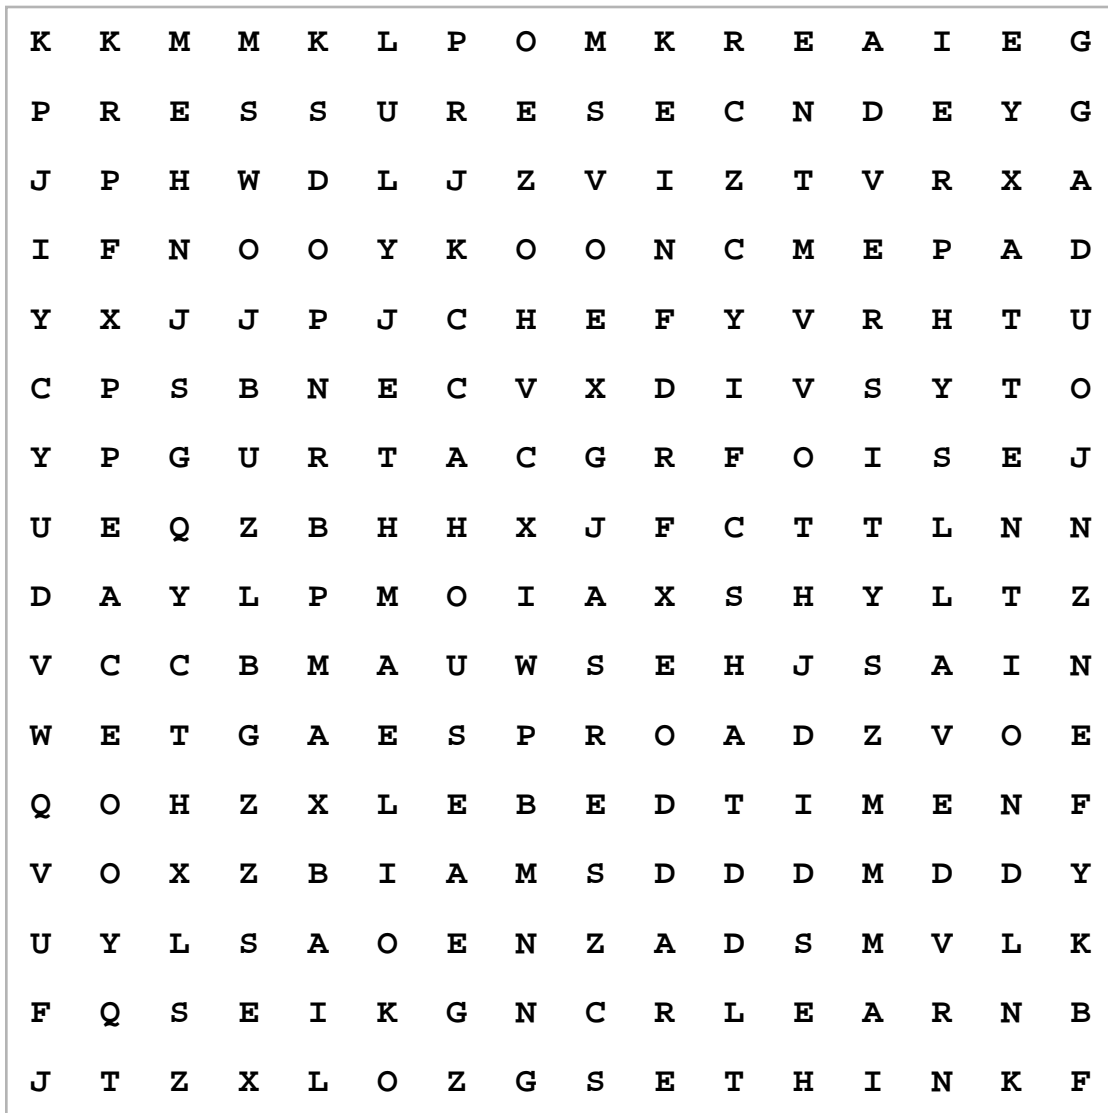 K K M M K L P O M K R E A I E G
P R E S S U R E S E C N D E Y G
J P H W D L J Z V I Z T V R X A
I F N O O Y K O O N C M E P A D
Y X J J P J C H E F Y V R H T U
C P S B N E C V X D I V S Y T O
Y P G U R T A C G R F O I S E J
U E Q Z B H H X J F C T T L N N
D A Y L P M O I A X S H Y L T Z
V C C B M A U W S E H J S A I N
W E T G A E S P R O A D Z V O E
Q O H Z X L E B E D T I M E N F
V O X Z B I A M S D D D M D D Y
U Y L S A O E N Z A D S M V L K
F Q S E I K G N C R L E A R N B
J T Z X L O Z G S E T H I N K F